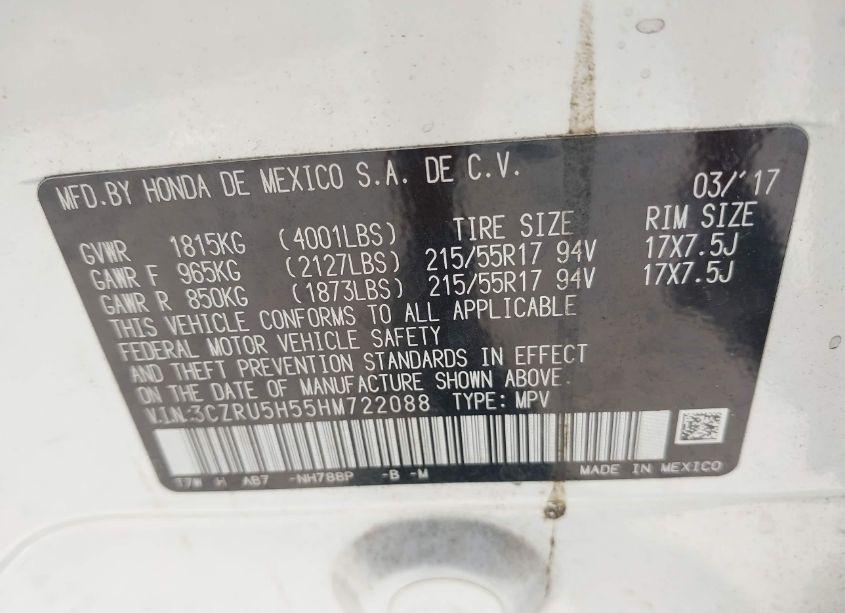 MFD.BY HONDA DE MEXICO S.A. DE C.V. 03/'17
TIRE SIZE RIM SIZE
GVWR 1815KG (4001LBS)
GAWR F 965KG (2127LBS) 215/55R17 94V 17X7.5J
GAWR R 850KG (1873LBS) 215/55R17 94V 17X7.5J
THIS VEHICLE CONFORMS TO ALL APPLICABLE
FEDERAL MOTOR VEHICLE SAFETY
AND THEFT PREVENTION STANDARDS IN EFFECT
ON THE DATE OF MANUFACTURE SHOWN ABOVE.
V.I.N:3CZRU5H55HM722088 TYPE: MPV
T7W H AB7 -NH788P -B -M MADE IN MEXICO